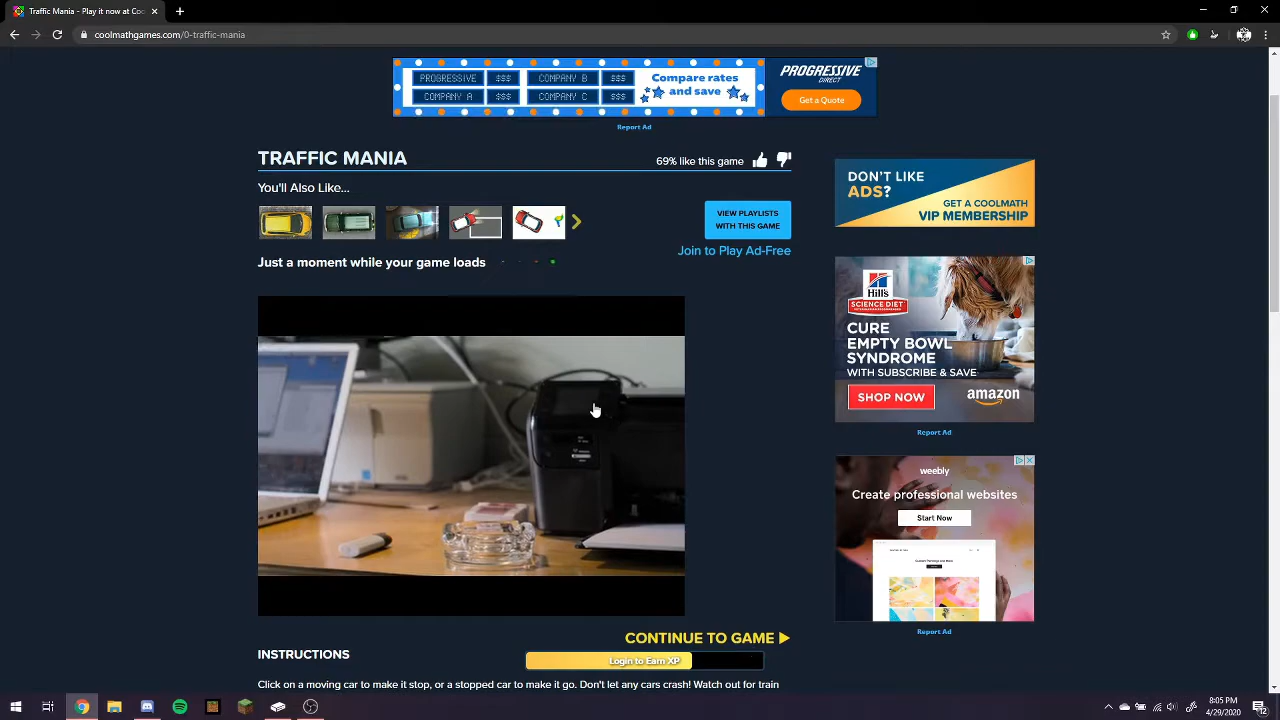 Traffic Mania - Play it now at Co
coolmathgames.com/0-traffic-mania
PROGRESSIVE $$$ COMPANY B $$$
COMPANY A $$$ COMPANY C $$$
Compare rates
and save
PROGRESSIVE
DIRECT
Get a Quote
Report Ad
TRAFFIC MANIA
69% like this game
You'll Also Like...
VIEW PLAYLISTS
WITH THIS GAME
Join to Play Ad-Free
Just a moment while your game loads
CONTINUE TO GAME
INSTRUCTIONS
Login to Earn XP
Click on a moving car to make it stop, or a stopped car to make it go. Don't let any cars crash! Watch out for train
DON'T LIKE
ADS?
GET A COOLMATH
VIP MEMBERSHIP
Hill's
SCIENCE DIET
CURE
EMPTY BOWL
SYNDROME
WITH SUBSCRIBE & SAVE
SHOP NOW
amazon
Report Ad
weebly
Create professional websites
Start Now
Report Ad
8:05 PM
4/29/2020